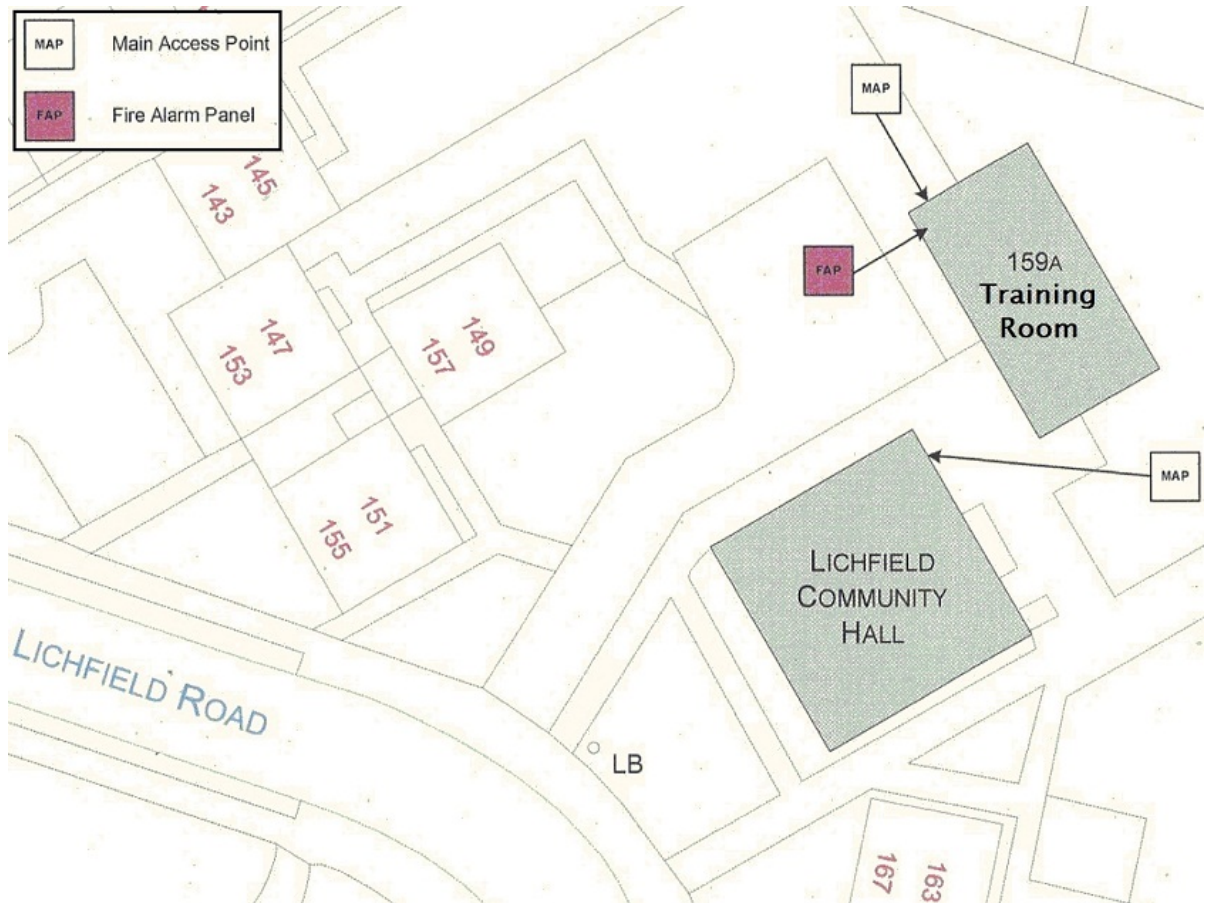 MAP Main Access Point
FAP Fire Alarm Panel
MAP
FAP
159A
Training
Room
MAP
145
143
147
153
149
157
151
155
LICHFIELD
COMMUNITY
HALL
LICHFIELD ROAD
LB
167
163